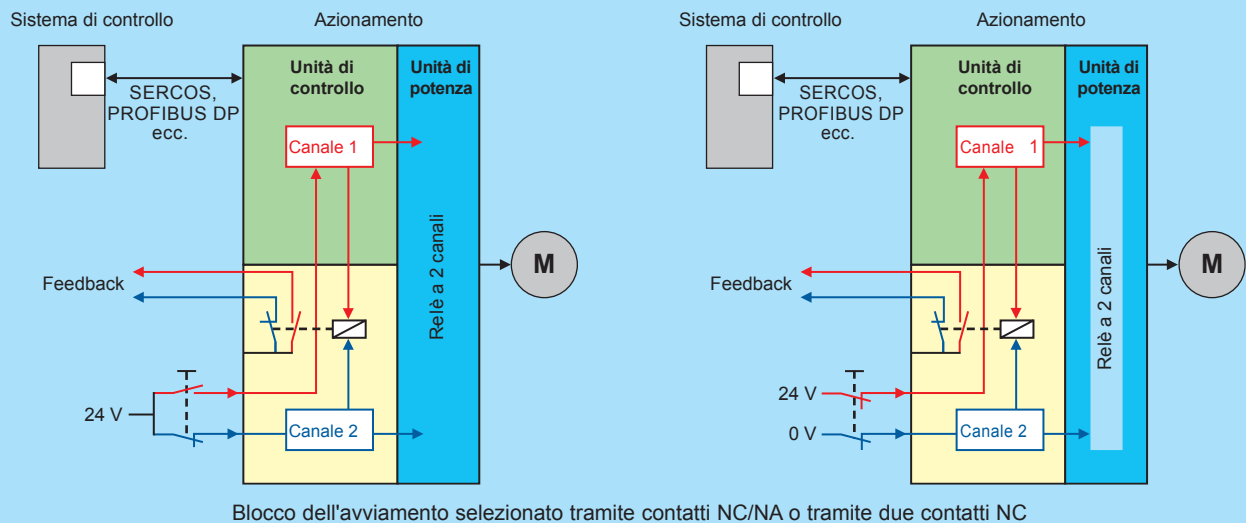 Sistema di controllo
Azionamento
Unità di
controllo
Unità di
potenza
SERCOS,
PROFIBUS DP
ecc.
Canale 1
Relè a 2 canali
M
Feedback
24 V
Canale 2
Sistema di controllo
Azionamento
Unità di
controllo
Unità di
potenza
SERCOS,
PROFIBUS DP
ecc.
Canale 1
Relè a 2 canali
M
Feedback
24 V
0 V
Canale 2
Blocco dell'avviamento selezionato tramite contatti NC/NA o tramite due contatti NC